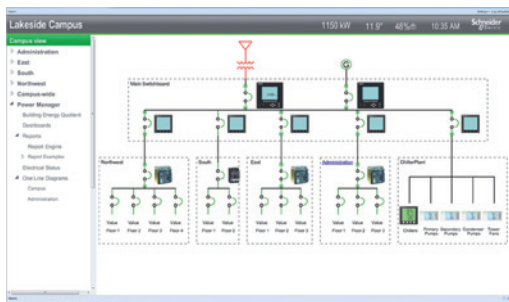 Lakeside Campus
1150 kW 11.9° 48%rh 10:35 AM Schneider Electric
Campus view
Administration
East
South
Northwest
Campus-wide
Power Manager
Building Energy Quotient
Dashboards
Reports
Report Engine
Report Examples
Electrical Status
One Line Diagrams
Campus
Administration
G
Main Switchboard
Northwest
South
East
Administration
ChillerPlant
Value Value Value Value
Floor 1 Floor 2 Floor 3 Floor 4
Value Value
Floor 1 Floor 2
Value Value Value
Floor 1 Floor 2 Floor 3
Value Value Value
Floor 1 Floor 2 Floor 3
Chillers
Primary Pumps
Secondary Pumps
Condenser Pumps
Tower Fans